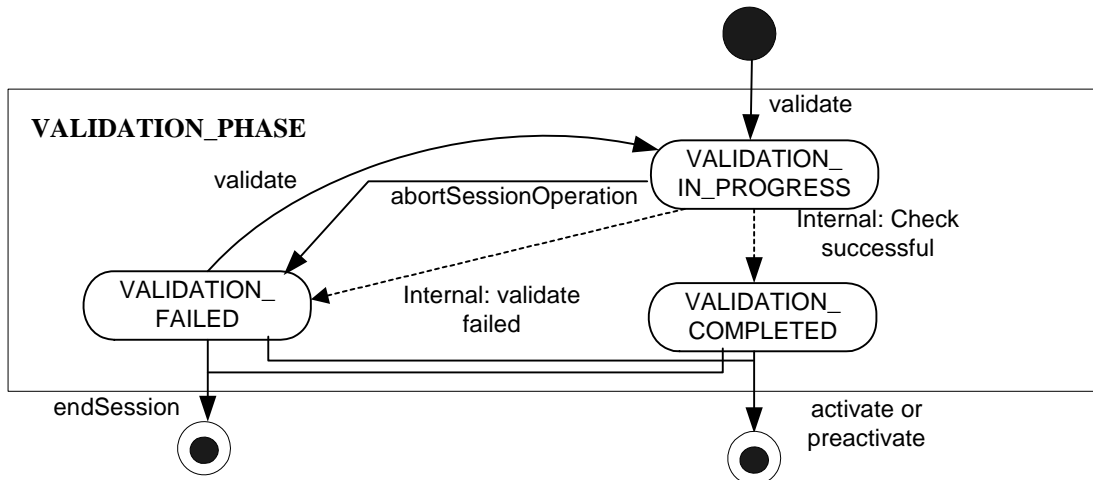 validate
VALIDATION_PHASE
VALIDATION_
IN_PROGRESS
validate
abortSessionOperation
Internal: Check
successful
VALIDATION_
FAILED
Internal: validate
failed
VALIDATION_
COMPLETED
endSession
activate or
preactivate